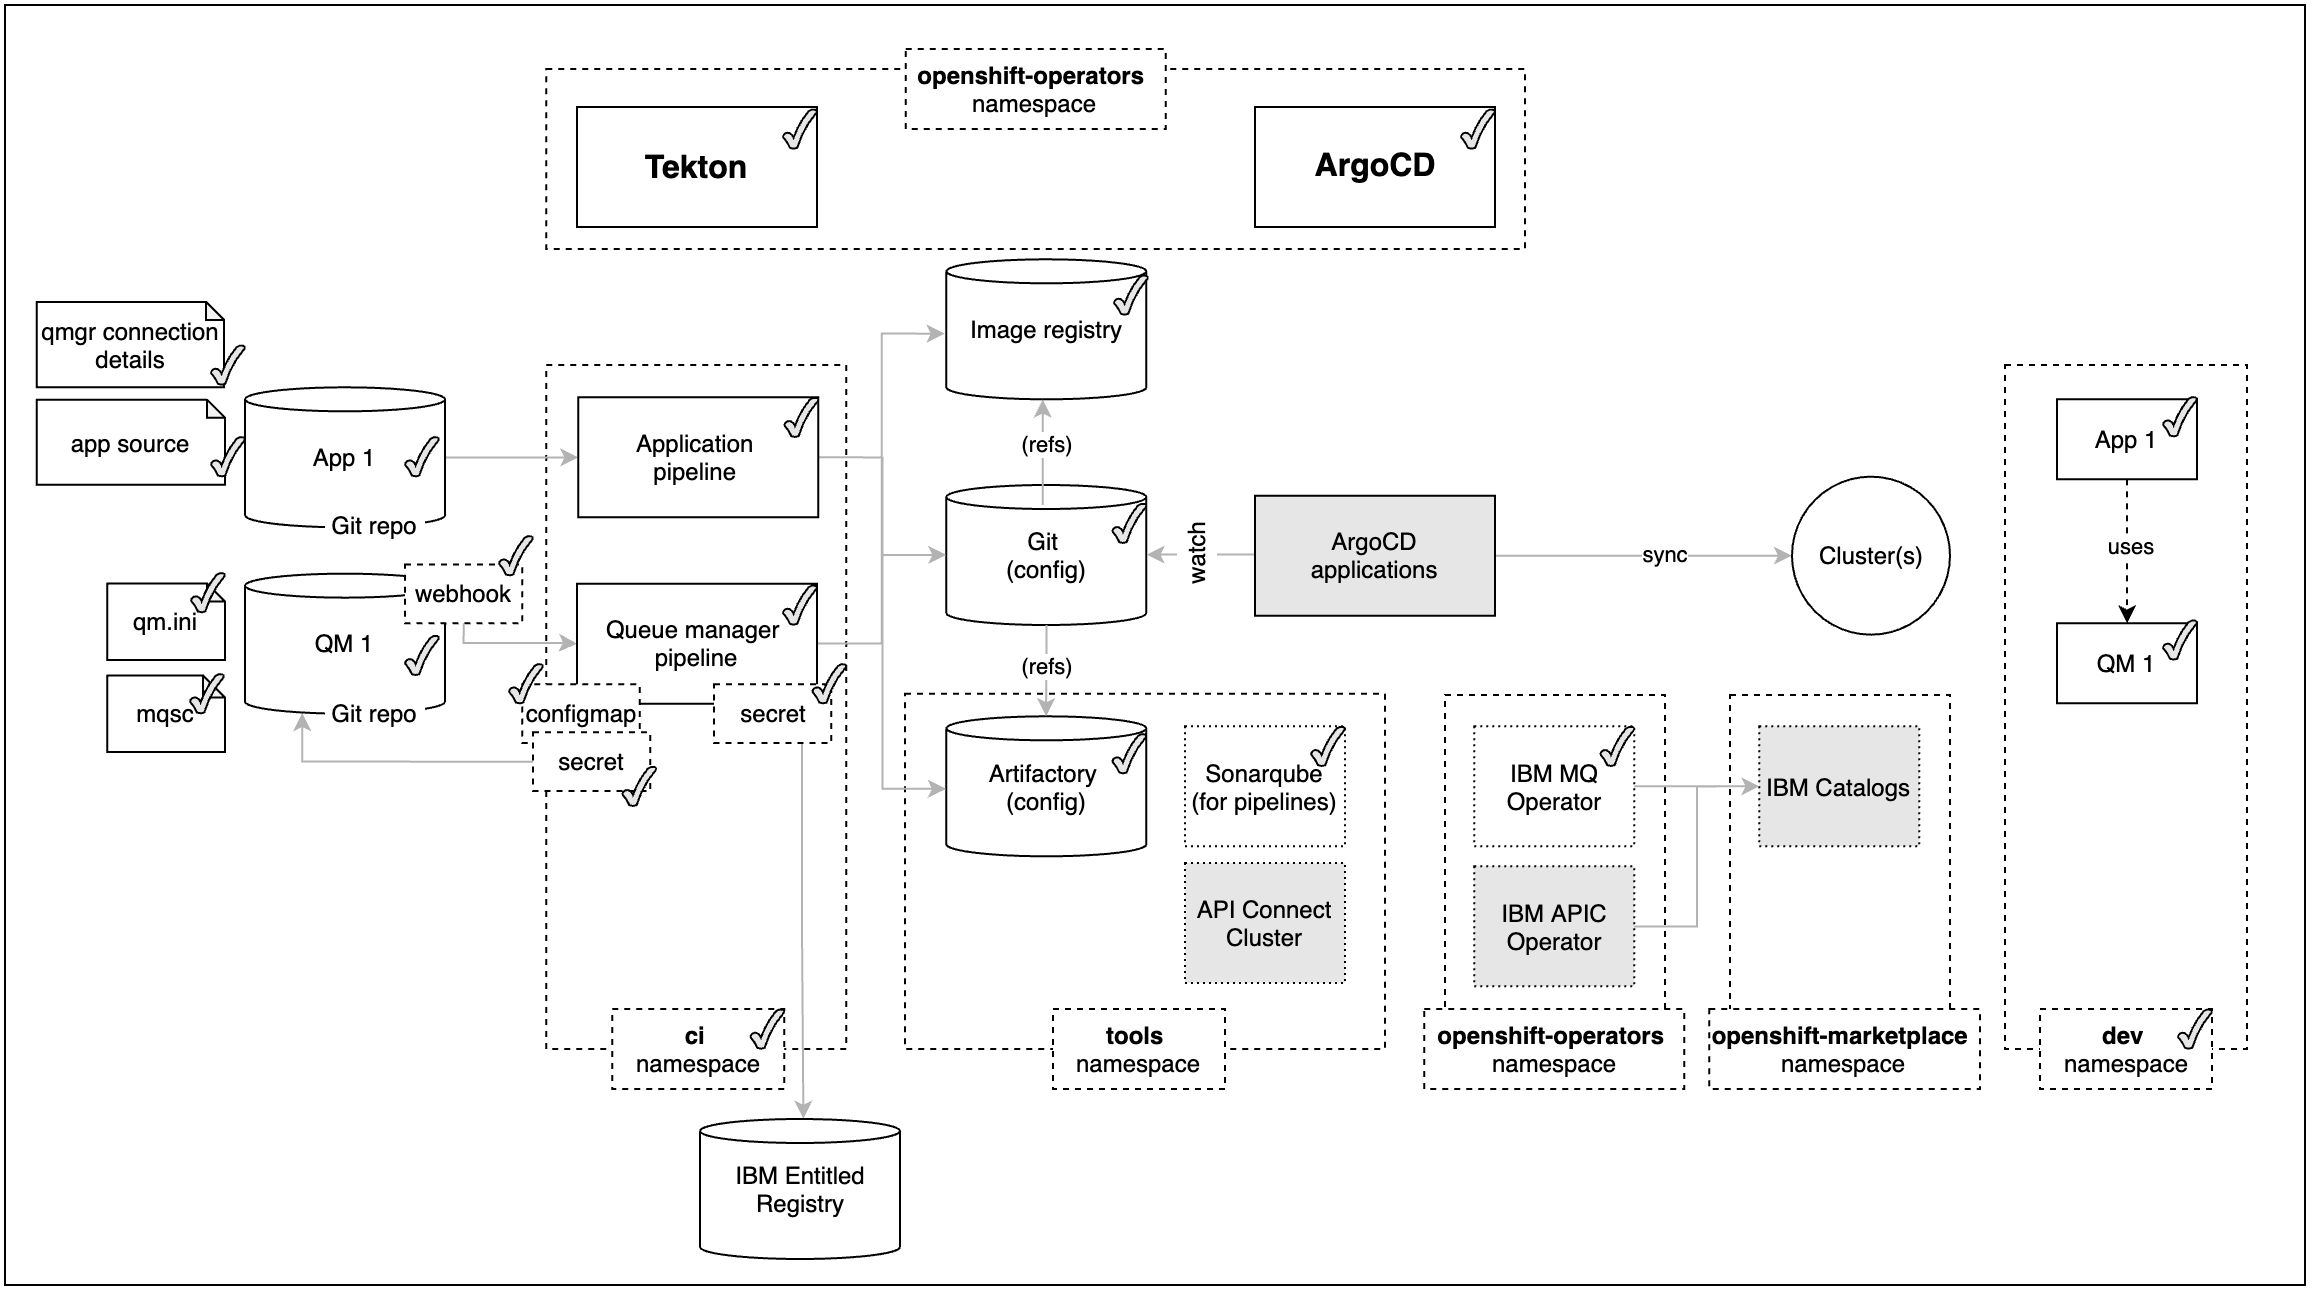 openshift-operators
namespace
Tekton
ArgoCD
Image registry
qmgr connection
details
app source
App 1
Git repo
Application
pipeline
(refs)
Git
(config)
watch
ArgoCD
applications
sync
Cluster(s)
App 1
uses
QM 1
qm.ini
mqsc
QM 1
Git repo
webhook
Queue manager
pipeline
configmap
secret
secret
(refs)
Artifactory
(config)
Sonarqube
(for pipelines)
API Connect
Cluster
IBM MQ
Operator
IBM APIC
Operator
IBM Catalogs
ci
namespace
tools
namespace
openshift-operators
namespace
openshift-marketplace
namespace
dev
namespace
IBM Entitled
Registry